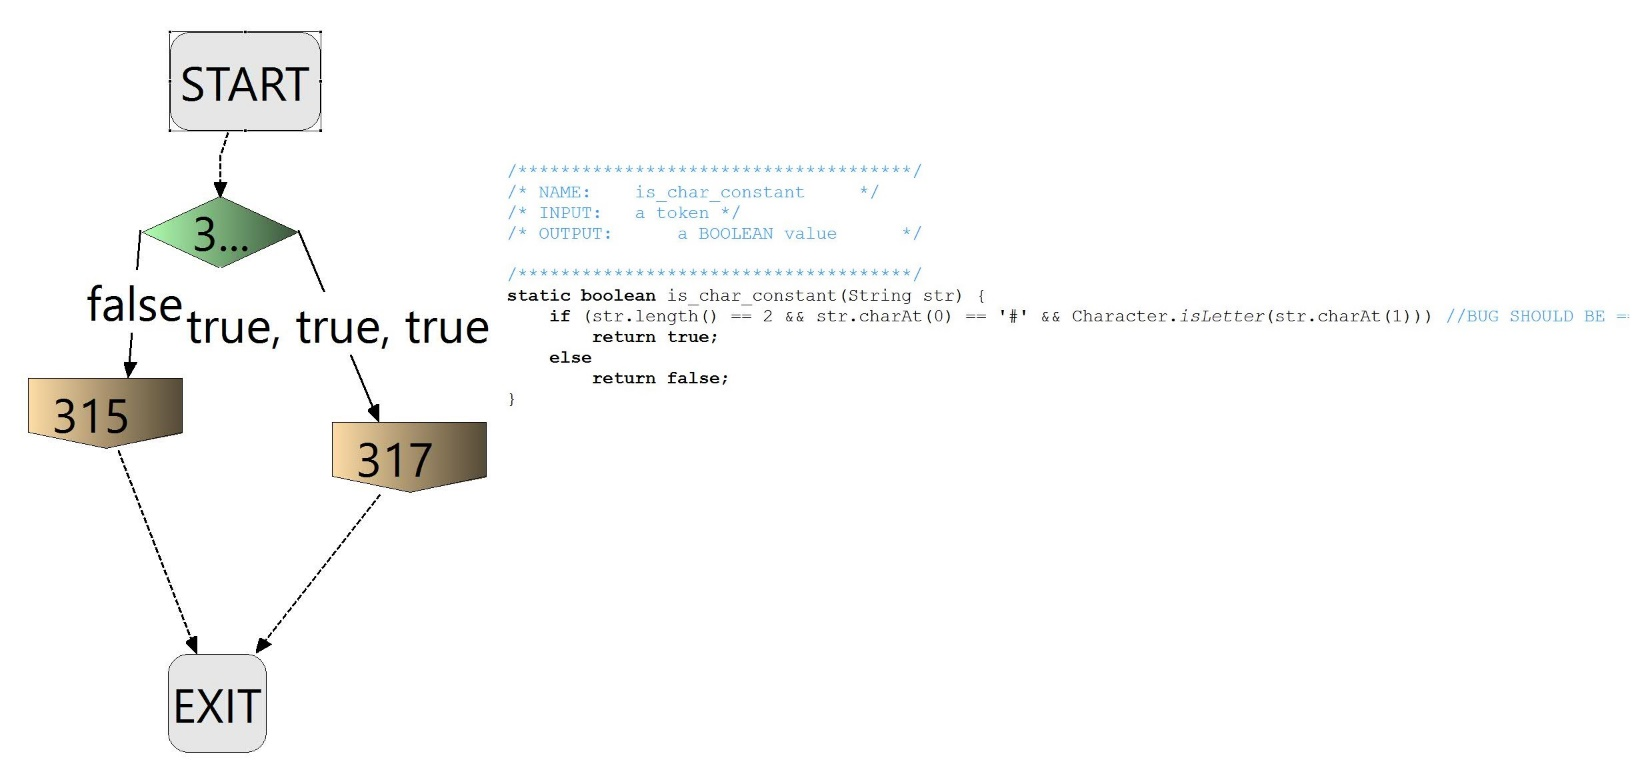 START
3...
false
true, true, true
315
317
EXIT
/*************************************/
/* NAME: is_char_constant */
/* INPUT: a token */
/* OUTPUT: a BOOLEAN value */
/*************************************/
static boolean is_char_constant(String str) {
if (str.length() == 2 && str.charAt(0) == '#' && Character.isLetter(str.charAt(1))) //BUG SHOULD BE ==
return true;
else
return false;
}